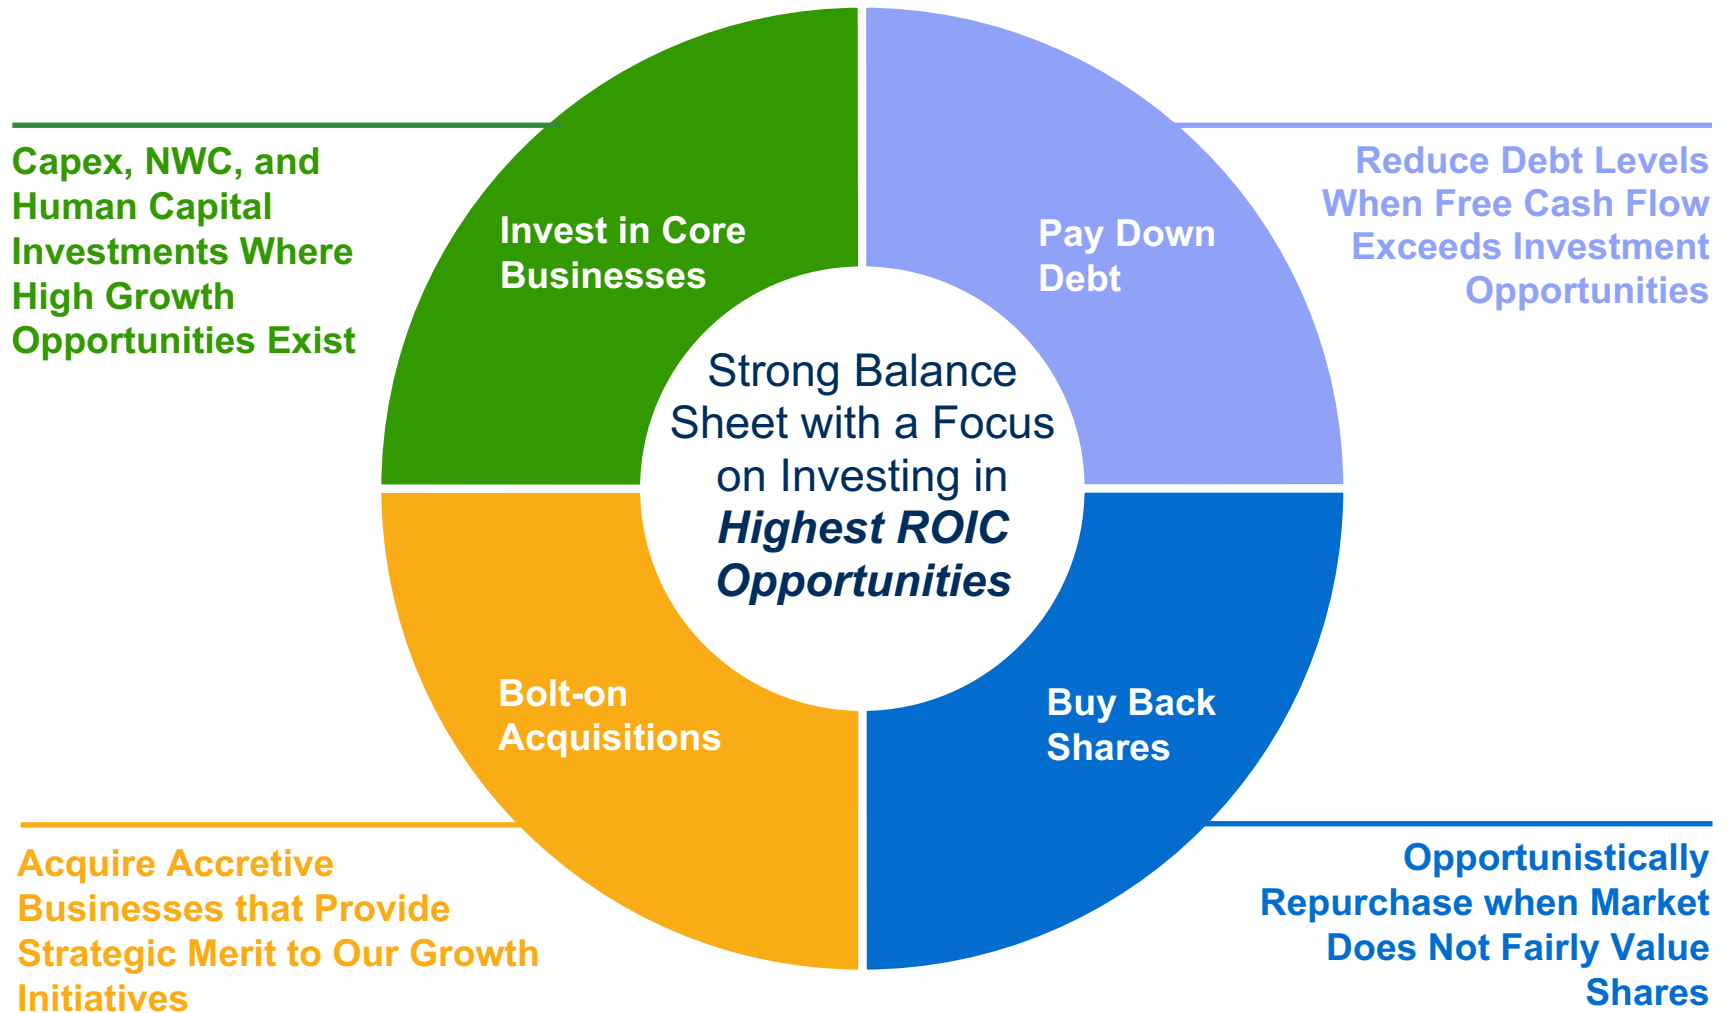 Capex, NWC, and
Human Capital
Investments Where
High Growth
Opportunities Exist
Invest in Core
Businesses
Pay Down
Debt
Reduce Debt Levels
When Free Cash Flow
Exceeds Investment
Opportunities
Strong Balance
Sheet with a Focus
on Investing in
Highest ROIC
Opportunities
Bolt-on
Acquisitions
Buy Back
Shares
Acquire Accretive
Businesses that Provide
Strategic Merit to Our Growth
Initiatives
Opportunistically
Repurchase when Market
Does Not Fairly Value
Shares